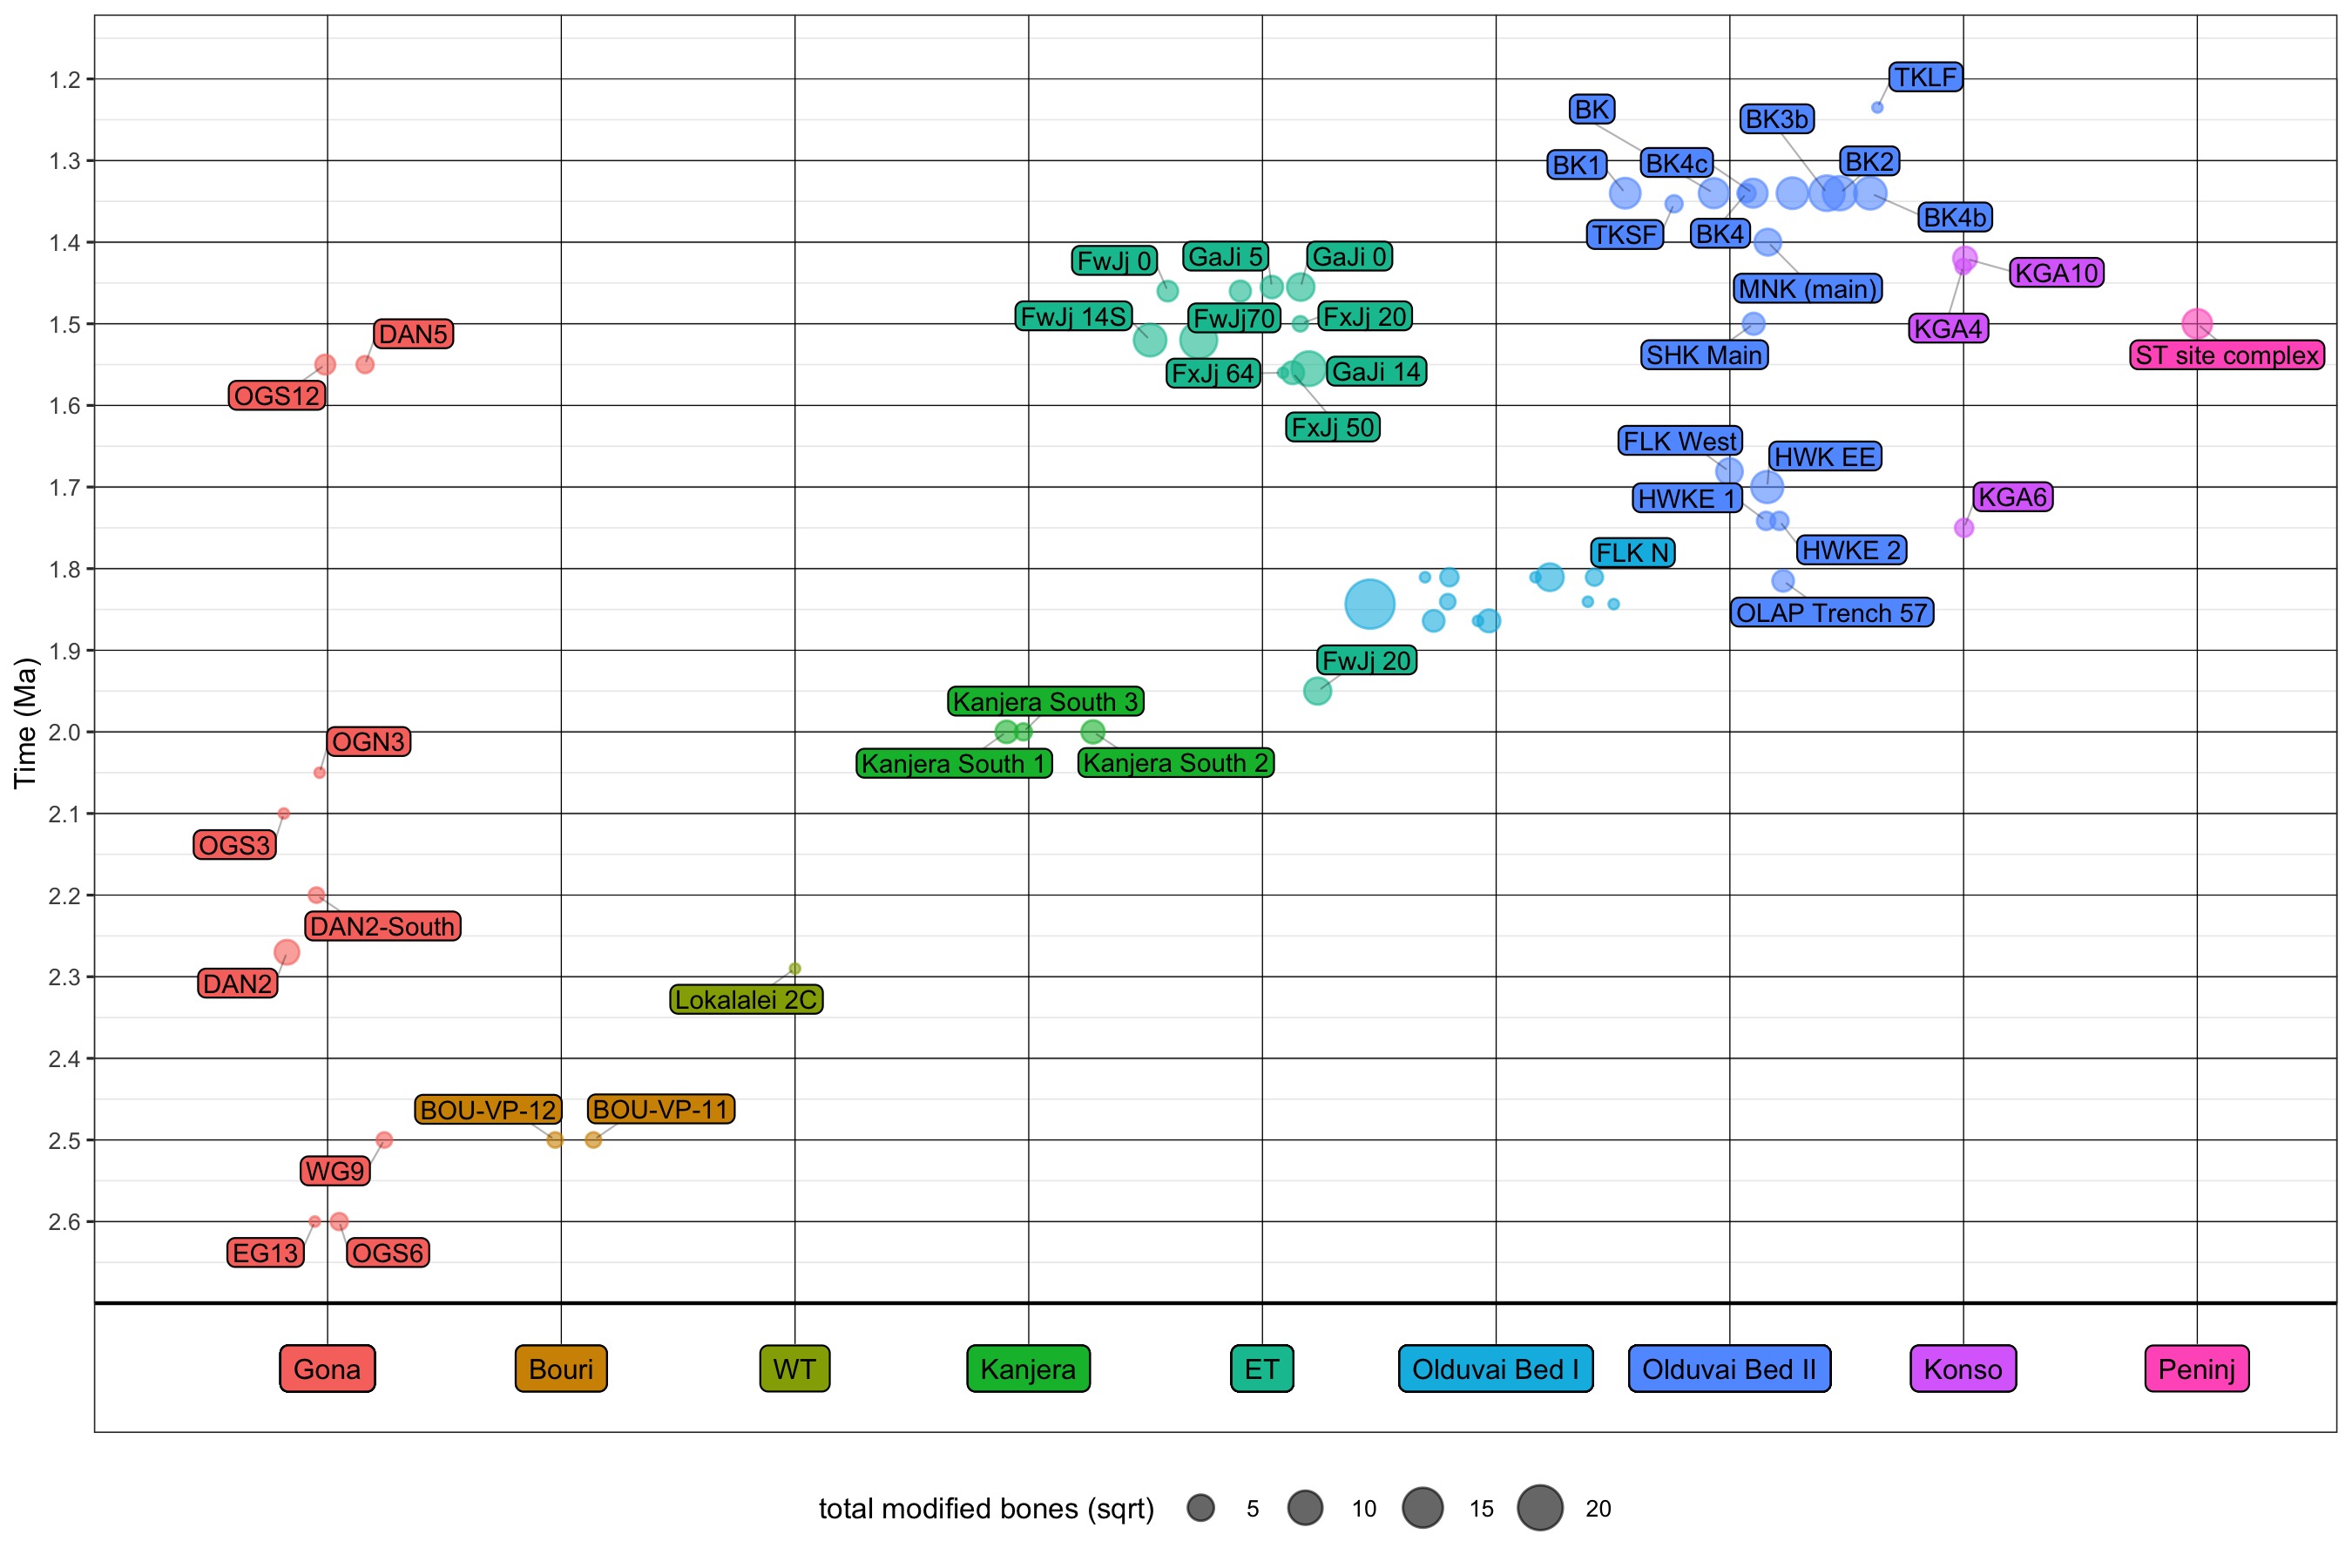 TKLF
1.2
BK
BK3b
1.3
BK1
BK4c
BK2
BK4b
TKSF
BK4
1.4
FwJj 0
GaJi 5
GaJi 0
KGA10
MNK (main)
FwJj 14S
FwJj70
FxJj 20
1.5
DAN5
KGA4
SHK Main
ST site complex
FxJj 64
GaJi 14
OGS12
1.6
FxJj 50
FLK West
HWK EE
1.7
HWKE 1
KGA6
FLK N
HWKE 2
1.8
OLAP Trench 57
1.9
FwJj 20
Kanjera South 3
Time (Ma)
2.0
OGN3
Kanjera South 1
Kanjera South 2
2.1
OGS3
2.2
DAN2-South
2.3
DAN2
Lokalalei 2C
2.4
BOU-VP-12
BOU-VP-11
2.5
WG9
2.6
EG13
OGS6
Gona
Bouri
WT
Kanjera
ET
Olduvai Bed I
Olduvai Bed II
Konso
Peninj
total modified bones (sqrt) 5 10 15 20